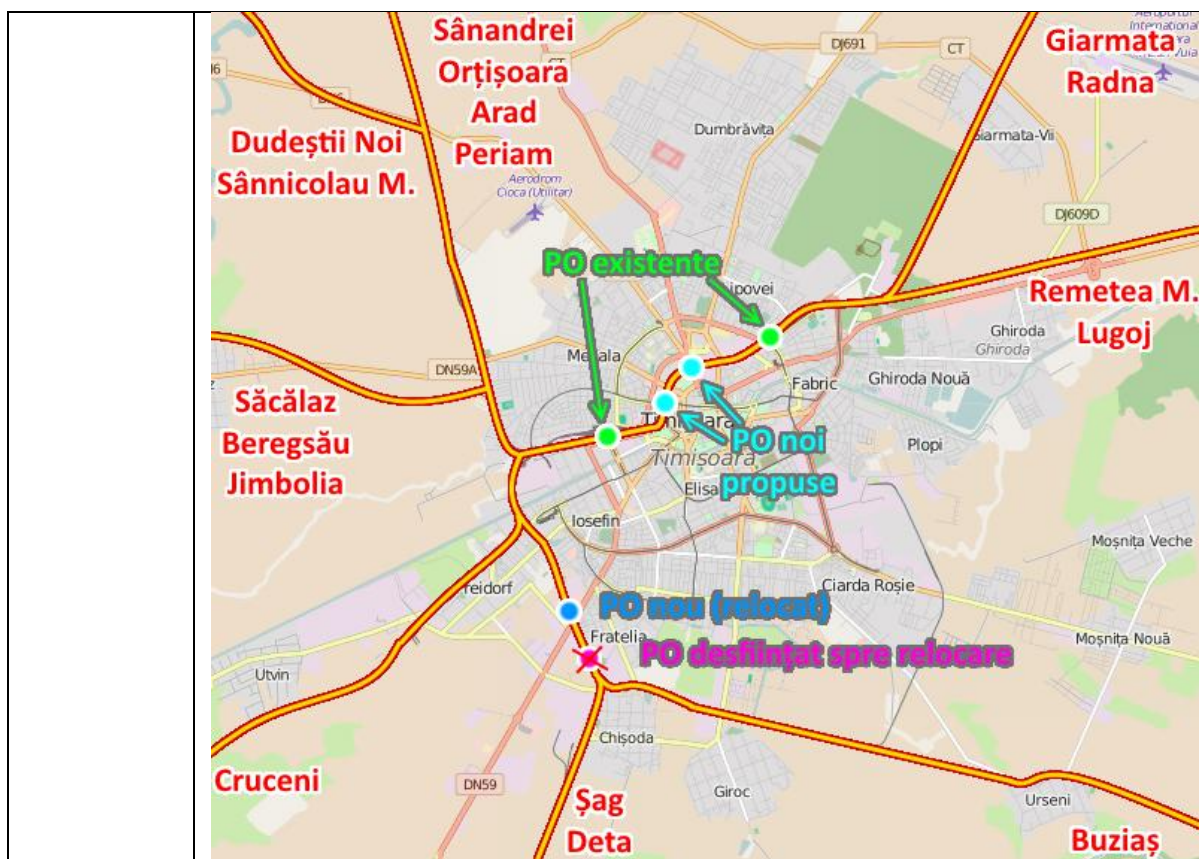 Sânandrei
Orțișoara
Arad
Periam
Giarmata
Radna
DJ691
CT
CT
Dumbrăvița
Giarmata-Vii
Dudeștii Noi
Sânnicolau M.
Aerodrom
Cioca (Utilitar)
DJ609D
PO existente
Remetea M.
Lugoj
Ghiroda
Ghiroda
DN59A
Fabric
Ghiroda Nouă
Săcălaz
Beregsău
Jimbolia
PO noi
propuse
Timișoara
Plopi
Iosefin
Moșnița Veche
Ciarda Roșie
PO nou (relocat)
Fratelia
PO desființat spre relocare
Moșnița Nouă
Utvin
Chișoda
Cruceni
DN59
Giroc
Urseni
Șag
Deta
Buziaș